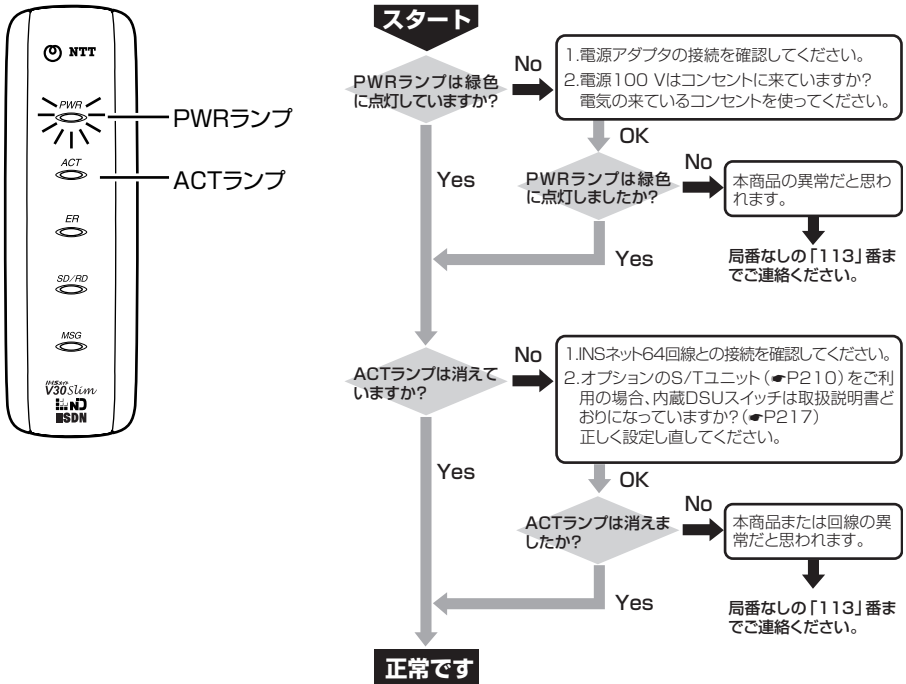 NTT
PWR
ACT
ER
SD/RD
MSG
INSメイト
V30Slim
ISDN
PWRランプ
ACTランプ
スタート
PWRランプは緑色
に点灯していますか?
No
1.電源アダプタの接続を確認してください。
2.電源100 Vはコンセントに来ていますか?
電気の来ているコンセントを使ってください。
OK
Yes
PWRランプは緑色
に点灯しましたか?
No
本商品の異常だと思わ
れます。
Yes
局番なしの「113」番ま
でご連絡ください。
ACTランプは消えて
いますか?
No
1.INSネット64回線との接続を確認してください。
2.オプションのS/Tユニット(☛P210)をご利
用の場合、内蔵DSUスイッチは取扱説明書ど
おりになっていますか?(☛P217)
正しく設定し直してください。
Yes
OK
ACTランプは消えま
したか?
No
本商品または回線の異
常だと思われます。
Yes
局番なしの「113」番ま
でご連絡ください。
正常です